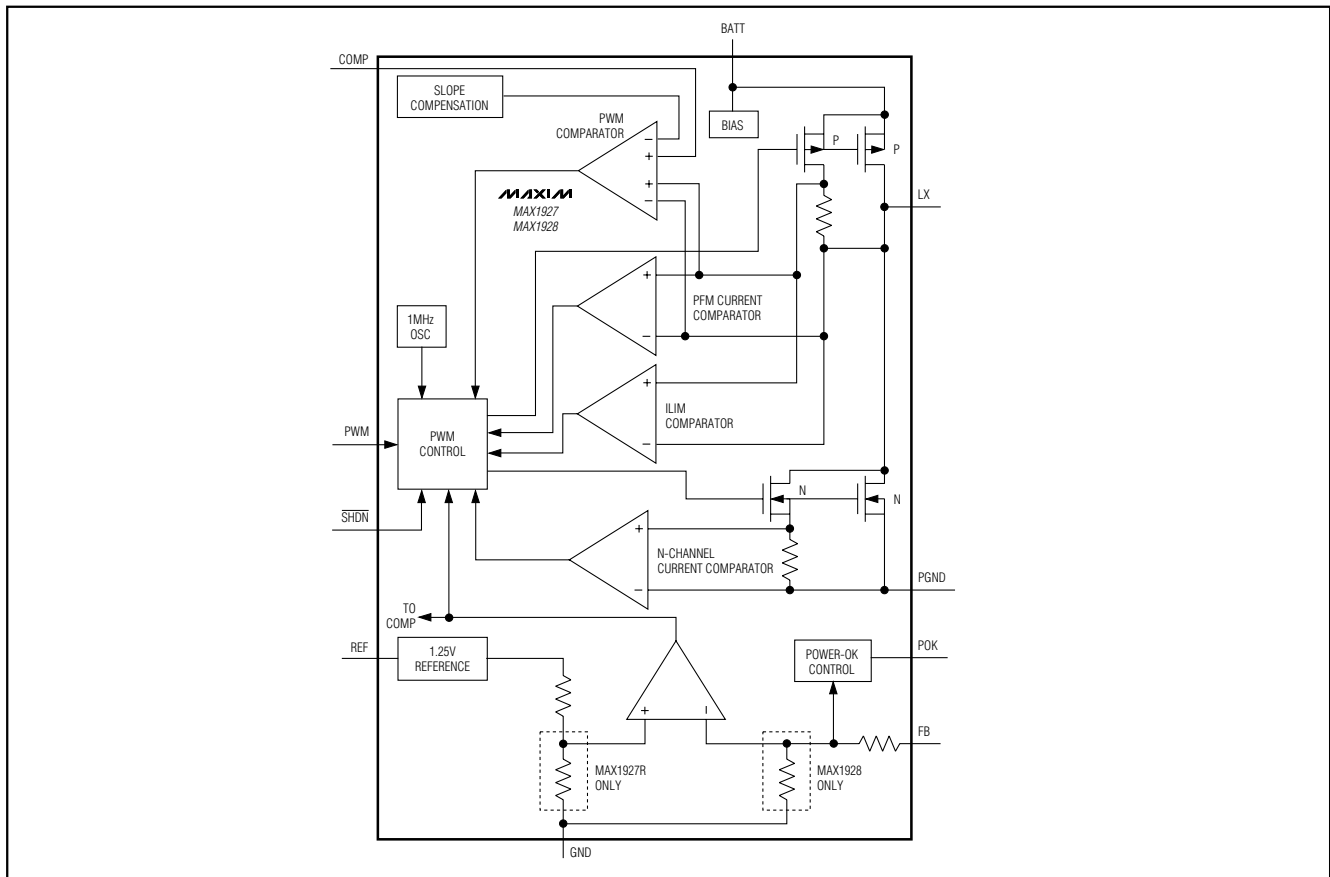 BATT
COMP
SLOPE
COMPENSATION
PWM
COMPARATOR
BIAS
P
P
LX
MAXIM
MAX1927
MAX1928
PFM CURRENT
COMPARATOR
1MHz
OSC
ILIM
COMPARATOR
PWM
PWM
CONTROL
N
N
SHDN
N-CHANNEL
CURRENT COMPARATOR
PGND
TO
COMP
REF
1.25V
REFERENCE
POWER-OK
CONTROL
POK
FB
MAX1927R
ONLY
MAX1928
ONLY
GND